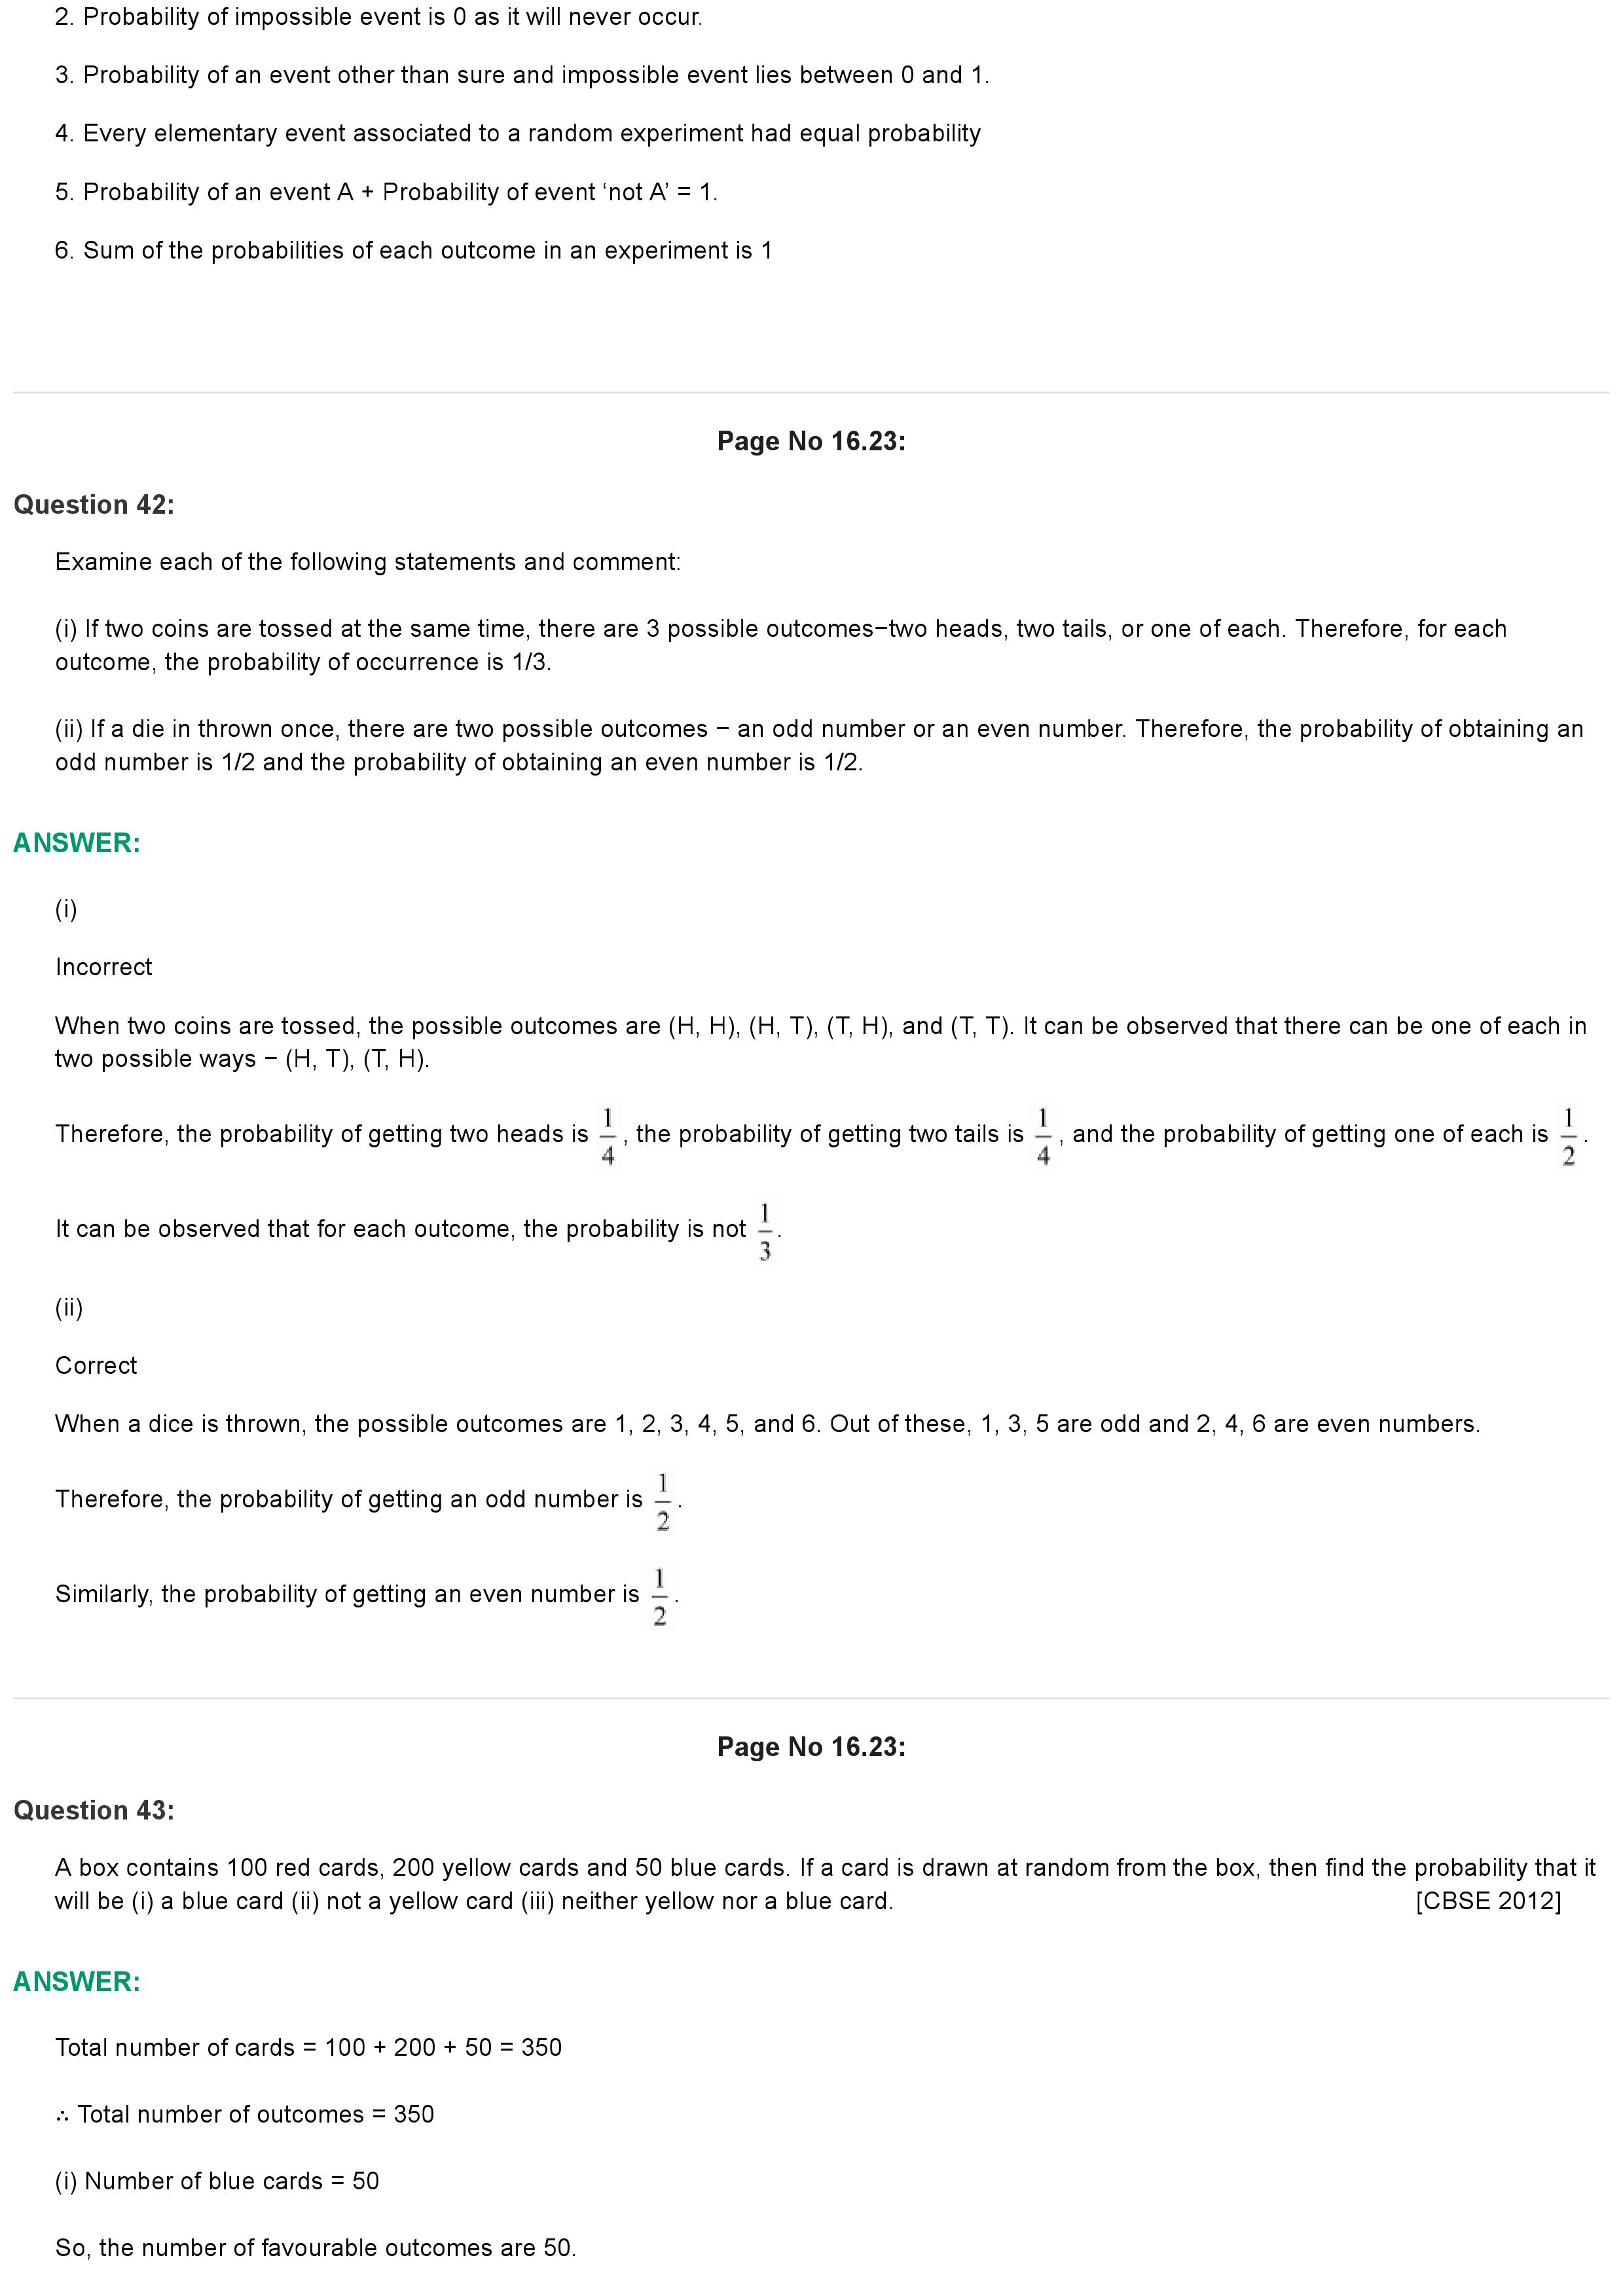 2. Probability of impossible event is 0 as it will never occur.
3. Probability of an event other than sure and impossible event lies between 0 and 1.
4. Every elementary event associated to a random experiment had equal probability
5. Probability of an event A + Probability of event ‘not A’ = 1.
6. Sum of the probabilities of each outcome in an experiment is 1
Page No 16.23:
Question 42:
Examine each of the following statements and comment:
(i) If two coins are tossed at the same time, there are 3 possible outcomes−two heads, two tails, or one of each. Therefore, for each
outcome, the probability of occurrence is 1/3.
(ii) If a die in thrown once, there are two possible outcomes − an odd number or an even number. Therefore, the probability of obtaining an
odd number is 1/2 and the probability of obtaining an even number is 1/2.
ANSWER:
(i)
Incorrect
When two coins are tossed, the possible outcomes are (H, H), (H, T), (T, H), and (T, T). It can be observed that there can be one of each in
two possible ways − (H, T), (T, H).
Therefore, the probability of getting two heads is 1/4, the probability of getting two tails is 1/4, and the probability of getting one of each is 1/2.
It can be observed that for each outcome, the probability is not 1/3.
(ii)
Correct
When a dice is thrown, the possible outcomes are 1, 2, 3, 4, 5, and 6. Out of these, 1, 3, 5 are odd and 2, 4, 6 are even numbers.
Therefore, the probability of getting an odd number is 1/2.
Similarly, the probability of getting an even number is 1/2.
Page No 16.23:
Question 43:
A box contains 100 red cards, 200 yellow cards and 50 blue cards. If a card is drawn at random from the box, then find the probability that it
will be (i) a blue card (ii) not a yellow card (iii) neither yellow nor a blue card. [CBSE 2012]
ANSWER:
Total number of cards = 100 + 200 + 50 = 350
∴ Total number of outcomes = 350
(i) Number of blue cards = 50
So, the number of favourable outcomes are 50.